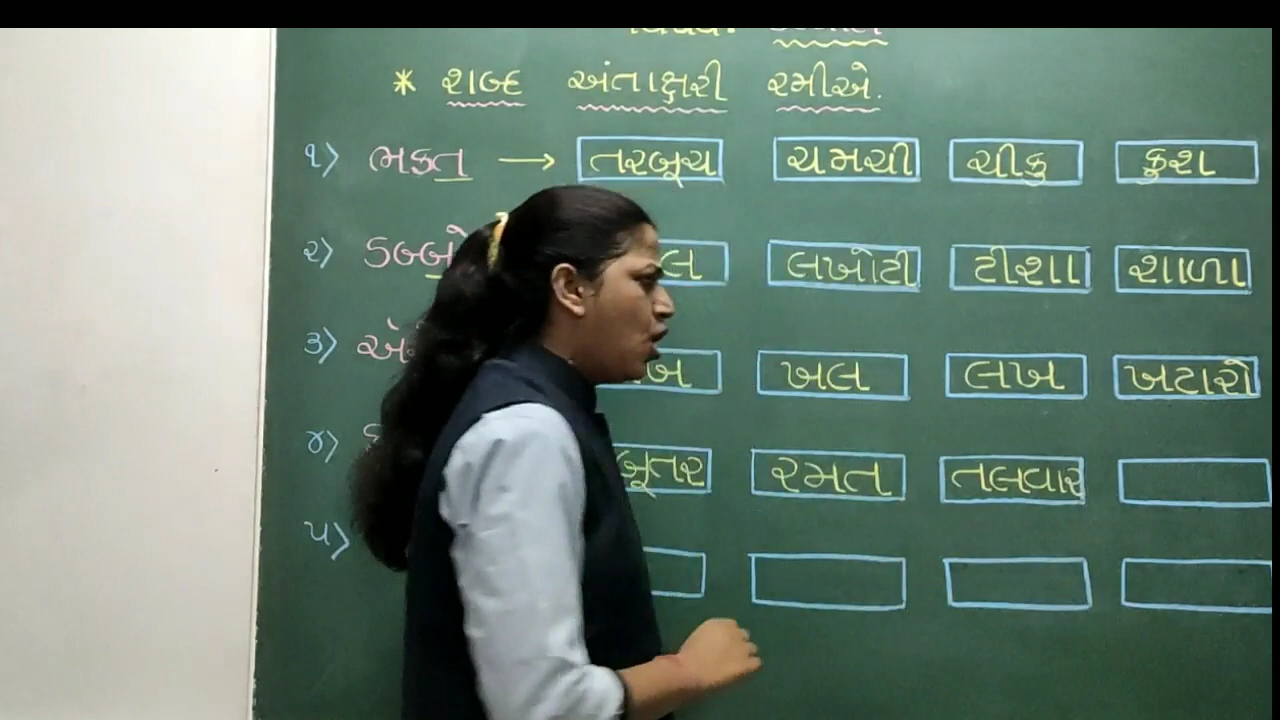 * શબ્દ અંતાક્ષરી રમીએ.
૧) ભક્ત → તરબૂચ ચમચી ચીકુ કુશ
૨) ડબ્બો લખોટી ટીશા શાળા
૩) ખલ લખ ખટારો
૪) રમત તલવાર
૫)